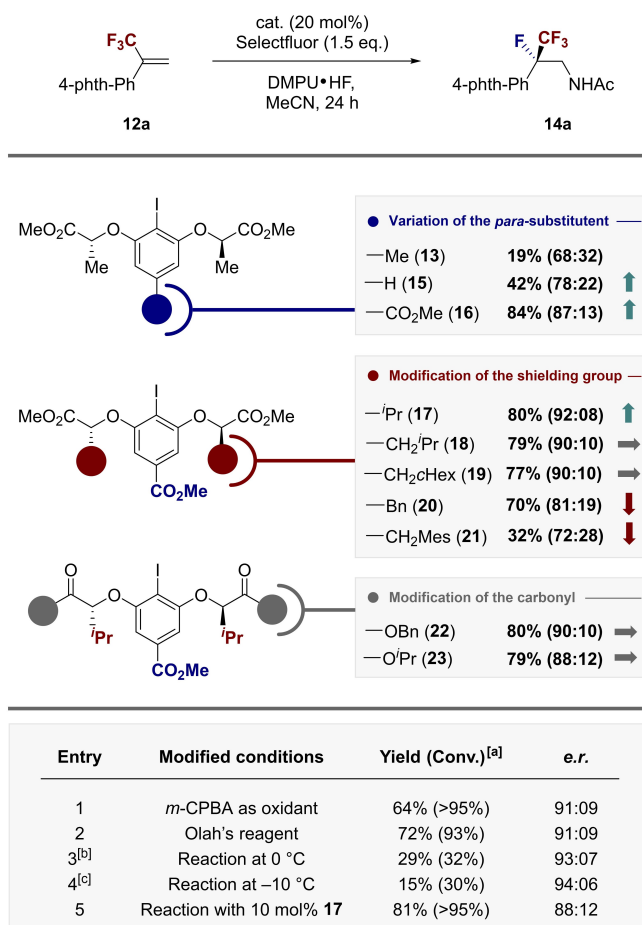 cat. (20 mol%)
Selectfluor (1.5 eq.)
DMPU•HF,
MeCN, 24 h
F₃C
4-phth-Ph
12a
F CF₃
4-phth-Ph NHAc
14a
I
MeO₂C O O CO₂Me
Me Me
Variation of the para-substitutent
Me (13) 19% (68:32)
H (15) 42% (78:22)
CO₂Me (16) 84% (87:13)
I
MeO₂C O O CO₂Me
CO₂Me
Modification of the shielding group
ⁱPr (17) 80% (92:08)
CH₂ⁱPr (18) 79% (90:10)
CH₂cHex (19) 77% (90:10)
Bn (20) 70% (81:19)
CH₂Mes (21) 32% (72:28)
O I O
O O
ⁱPr ⁱPr
CO₂Me
Modification of the carbonyl
OBn (22) 80% (90:10)
OⁱPr (23) 79% (88:12)
Entry Modified conditions Yield (Conv.)[a] e.r.
1 m-CPBA as oxidant 64% (>95%) 91:09
2 Olah's reagent 72% (93%) 91:09
3[b] Reaction at 0 °C 29% (32%) 93:07
4[c] Reaction at –10 °C 15% (30%) 94:06
5 Reaction with 10 mol% 17 81% (>95%) 88:12